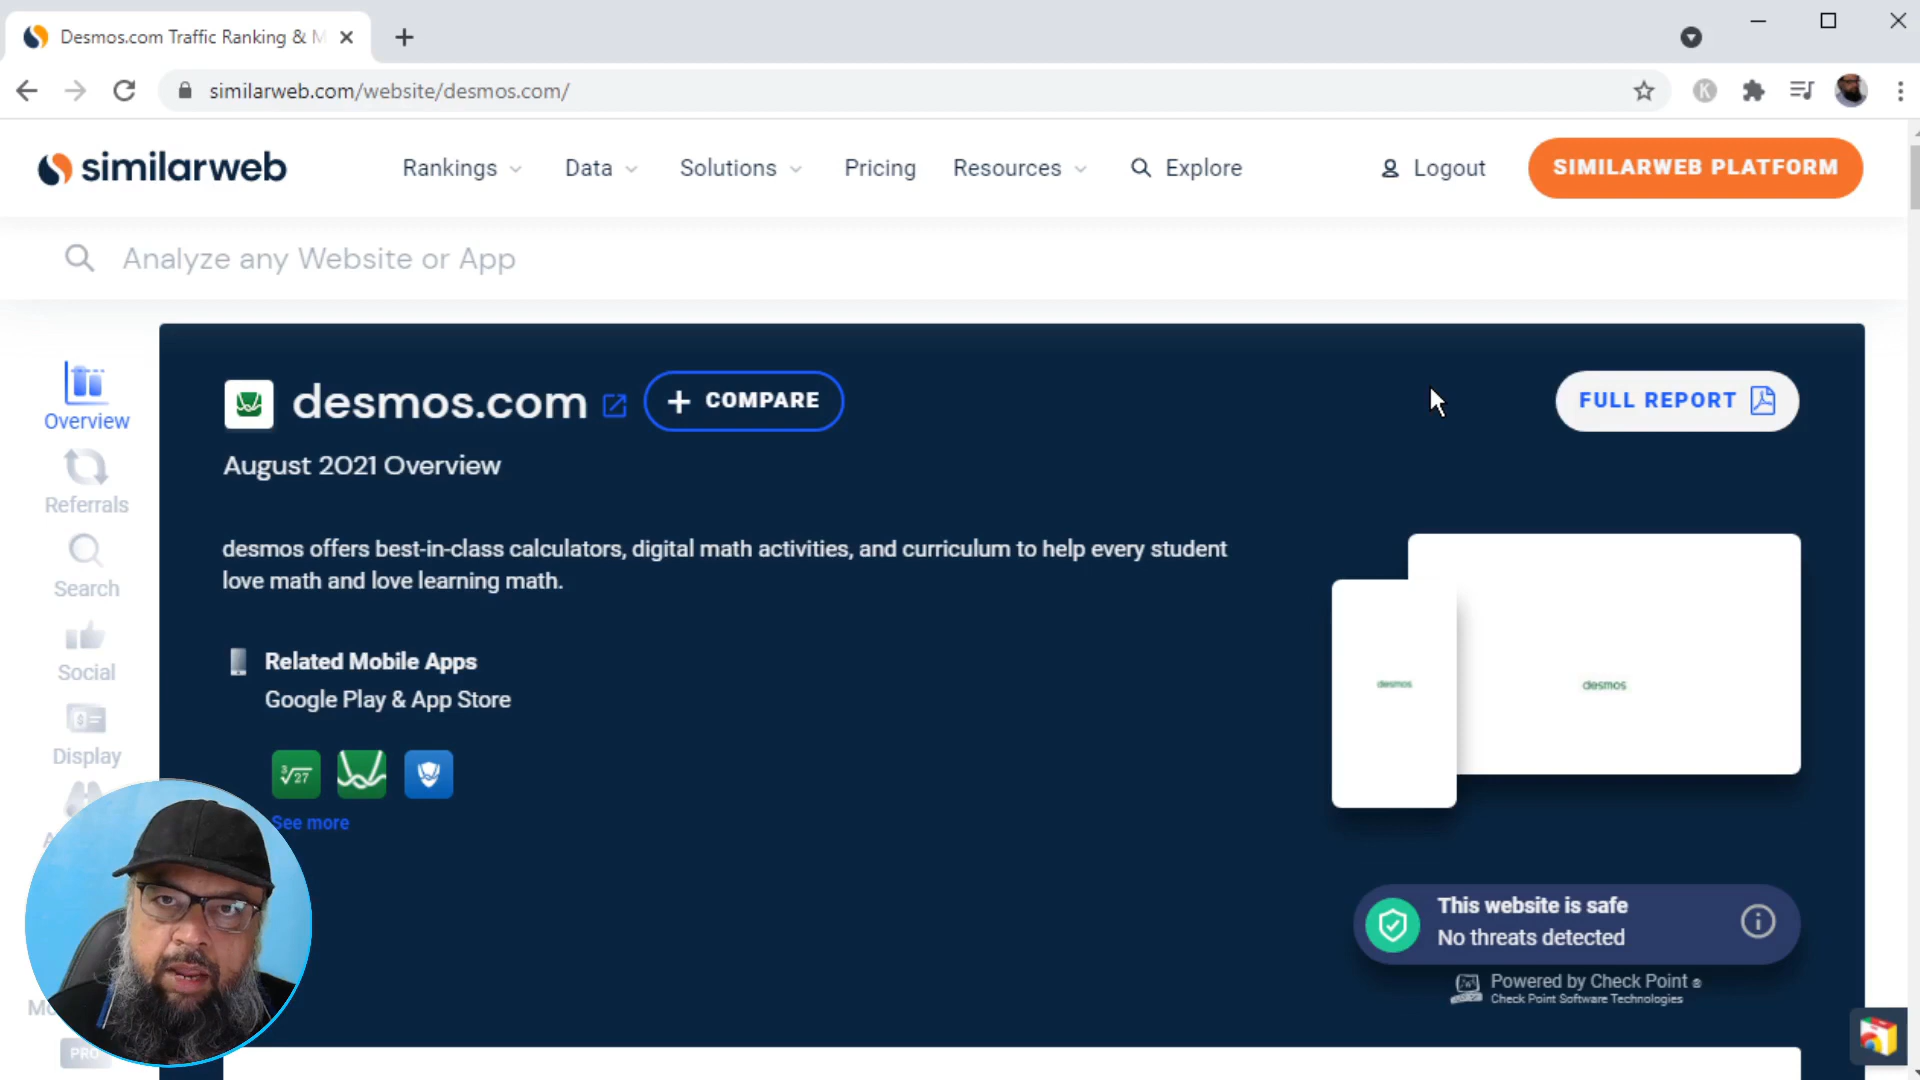 Desmos.com Traffic Ranking & M
similarweb.com/website/desmos.com/
K
similarweb
Rankings
Data
Solutions
Pricing
Resources
Explore
Logout
SIMILARWEB PLATFORM
Analyze any Website or App
Overview
Referrals
Search
Social
Display
PRO
desmos.com
+ COMPARE
FULL REPORT
August 2021 Overview
desmos offers best-in-class calculators, digital math activities, and curriculum to help every student
love math and love learning math.
Related Mobile Apps
Google Play & App Store
³√27
See more
desmos
desmos
This website is safe
No threats detected
Powered by Check Point ®
Check Point Software Technologies